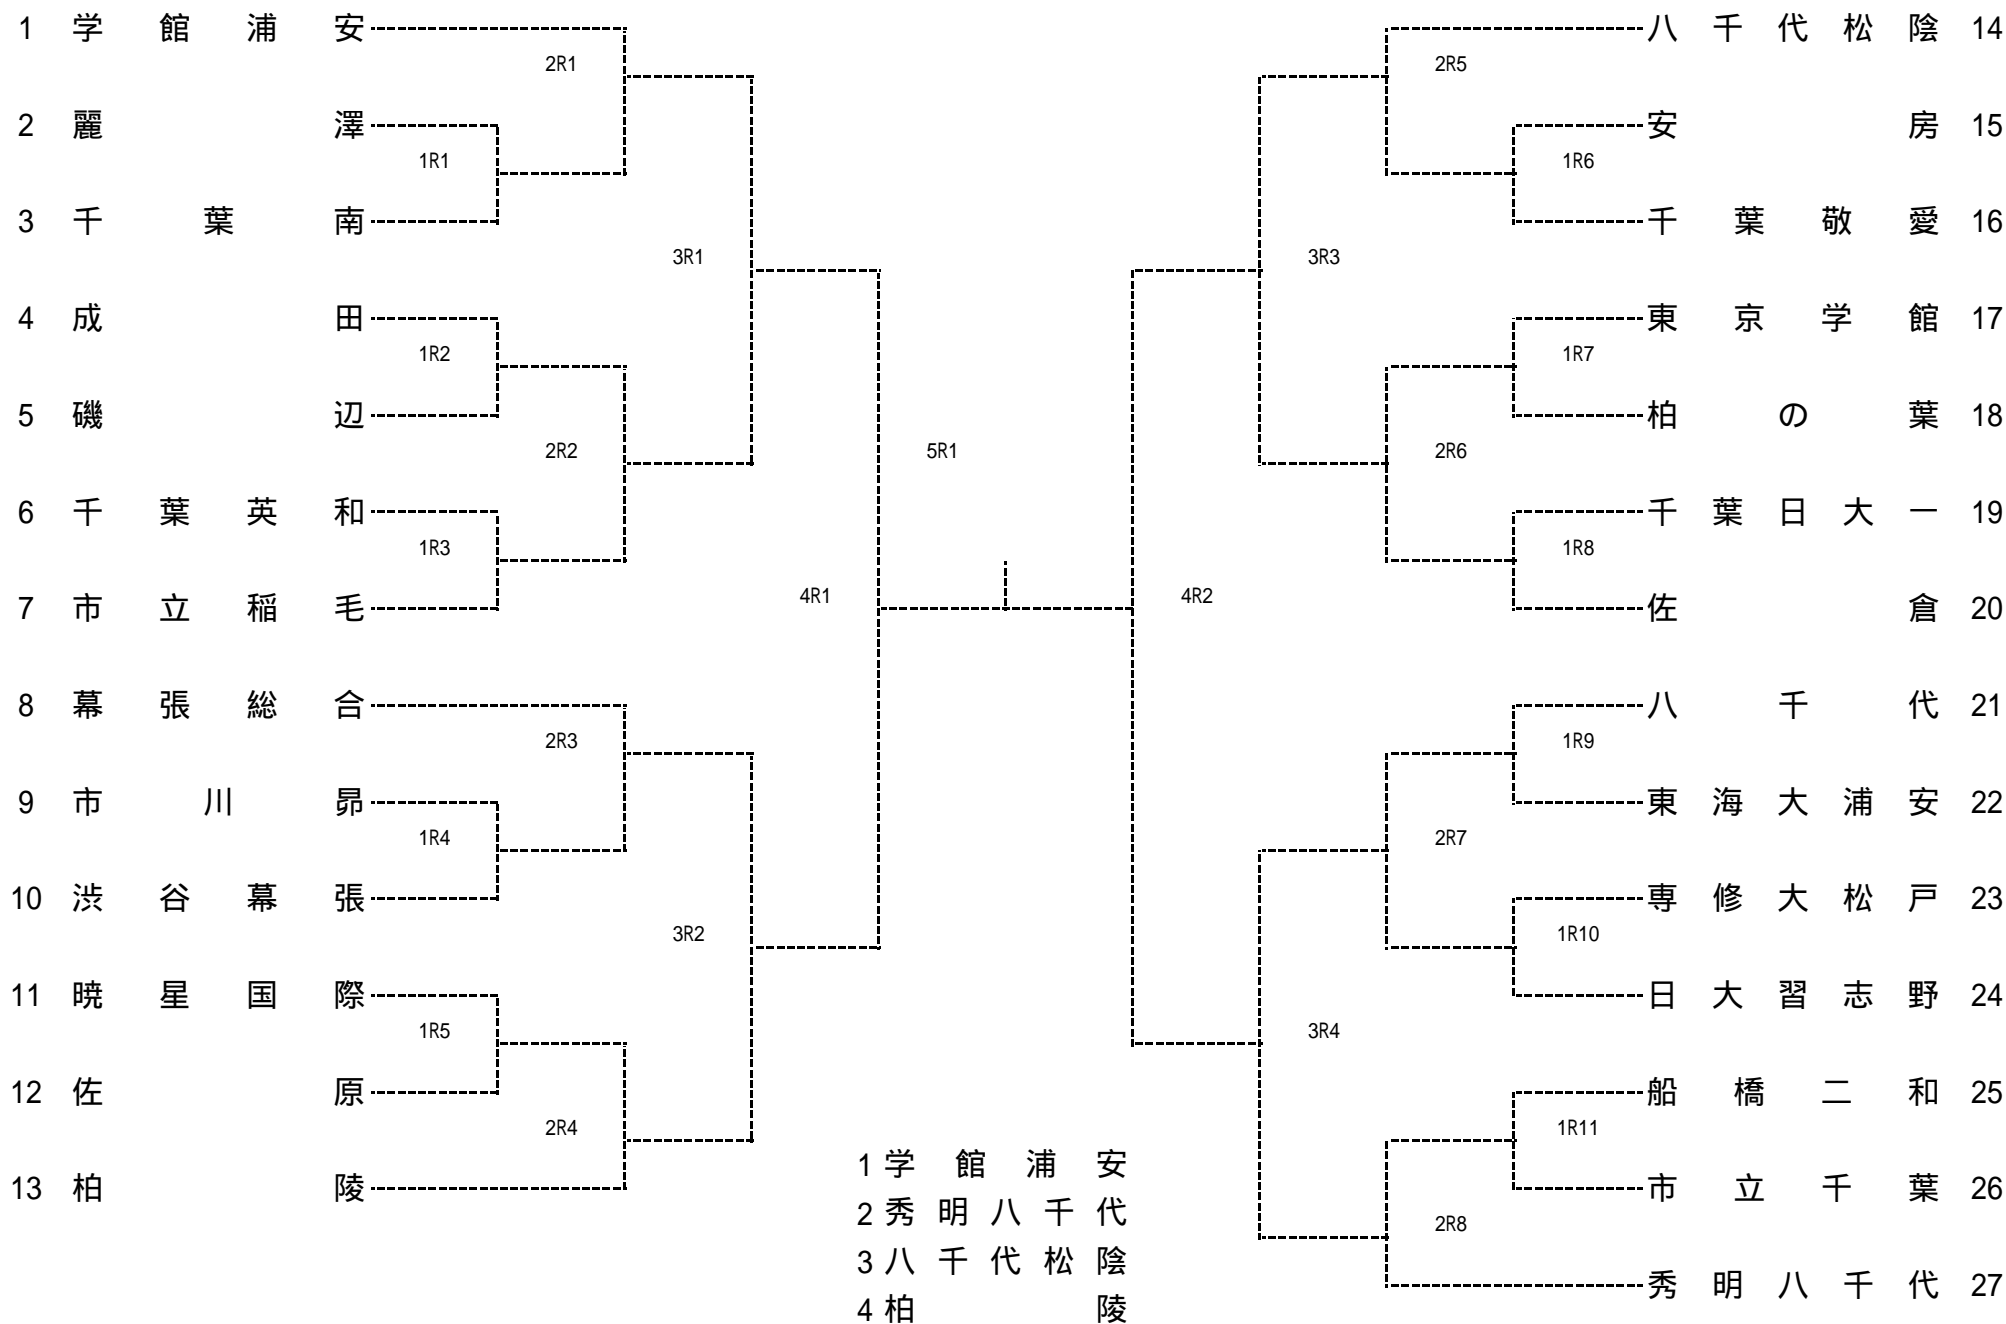 1 学館浦安
2R1
2 麗澤
1R1
3 千葉南
3R1
4 成田
1R2
5 磯辺
2R2
6 千葉英和
1R3
7 市立稲毛
4R1
5R1
8 幕張総合
2R3
9 市川昴
1R4
10 渋谷幕張
3R2
11 暁星国際
1R5
12 佐原
2R4
13 柏陵
八千代松陰 14
2R5
安房 15
1R6
千葉敬愛 16
3R3
東京学館 17
1R7
柏の葉 18
2R6
千葉日大一 19
1R8
佐倉 20
4R2
八千代 21
1R9
東海大浦安 22
2R7
専修大松戸 23
1R10
日大習志野 24
3R4
船橋二和 25
1R11
市立千葉 26
2R8
秀明八千代 27
1 学館浦安
2 秀明八千代
3 八千代松陰
4 柏陵